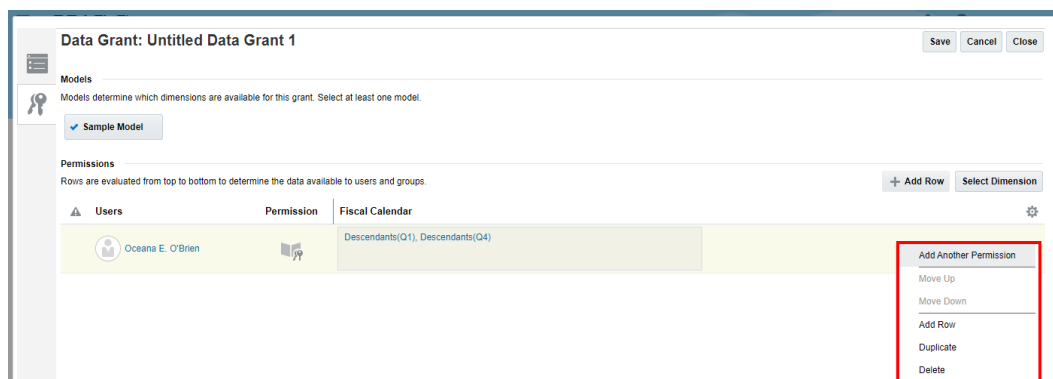 Data Grant: Untitled Data Grant 1
Save Cancel Close
Models
Models determine which dimensions are available for this grant. Select at least one model.
Sample Model
Permissions
Rows are evaluated from top to bottom to determine the data available to users and groups.
Add Row Select Dimension
Users Permission Fiscal Calendar
Oceana E. O'Brien
Descendants(Q1), Descendants(Q4)
Add Another Permission
Move Up
Move Down
Add Row
Duplicate
Delete